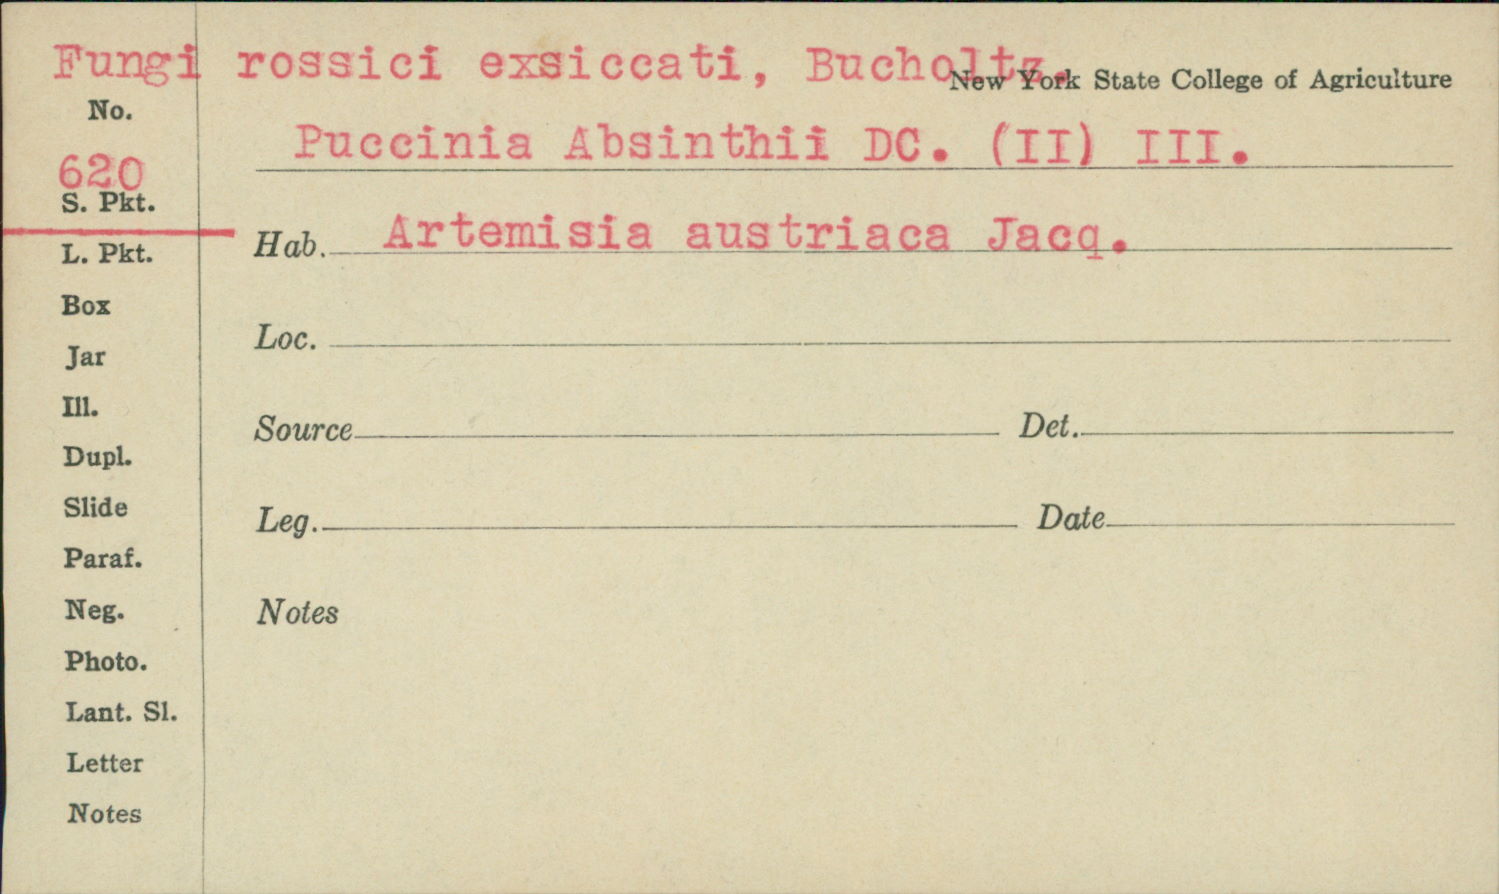 Fungi rossici exsiccati, Bucholtz.
New York State College of Agriculture
No.
Puccinia Absinthii DC. (II) III.
620
S. Pkt.
Hab. Artemisia austriaca Jacq.
L. Pkt.
Box
Loc.
Jar
Ill.
Source Det.
Dupl.
Slide
Leg. Date
Paraf.
Neg.
Notes
Photo.
Lant. Sl.
Letter
Notes